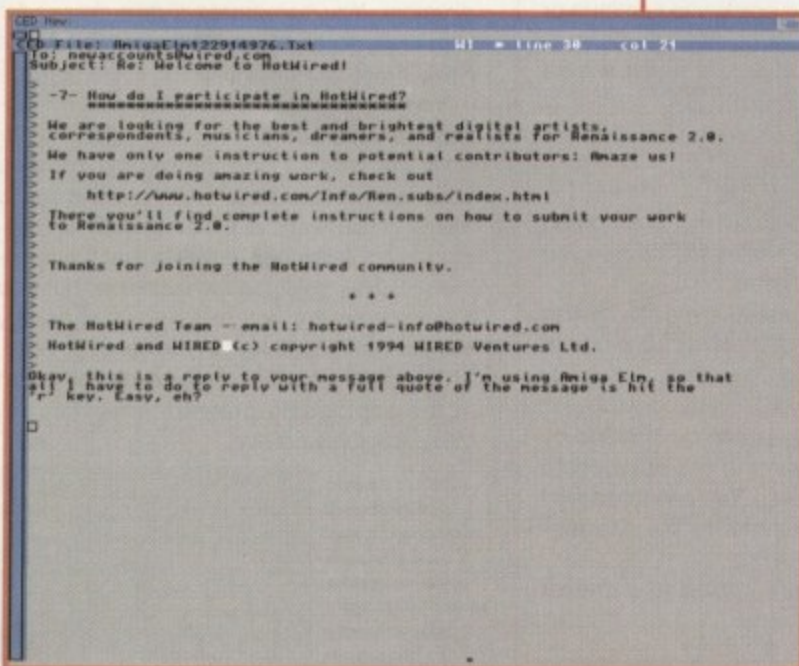 CED New:
CED File: AmigaElm122914976.Txt W1 * line 30 col 21
To: newaccounts@wired.com
Subject: Re: Welcome to HotWired!
>
> -7- How do I participate in HotWired?
> =================================
>
> We are looking for the best and brightest digital artists,
> correspondents, musicians, dreamers, and realists for Renaissance 2.0.
>
> We have only one instruction to potential contributors: Amaze us!
>
> If you are doing amazing work, check out
>
> http://www.hotwired.com/Info/Ren.subs/index.html
>
> There you'll find complete instructions on how to submit your work
> to Renaissance 2.0.
>
>
> Thanks for joining the HotWired community.
>
> * * *
>
> The HotWired Team -- email: hotwired-info@hotwired.com
>
> HotWired and WIRED (c) copyright 1994 WIRED Ventures Ltd.
>
Okay, this is a reply to your message above. I'm using Amiga Elm, so that
all I have to do to reply with a full quote of the message is hit the
'r' key. Easy, eh?